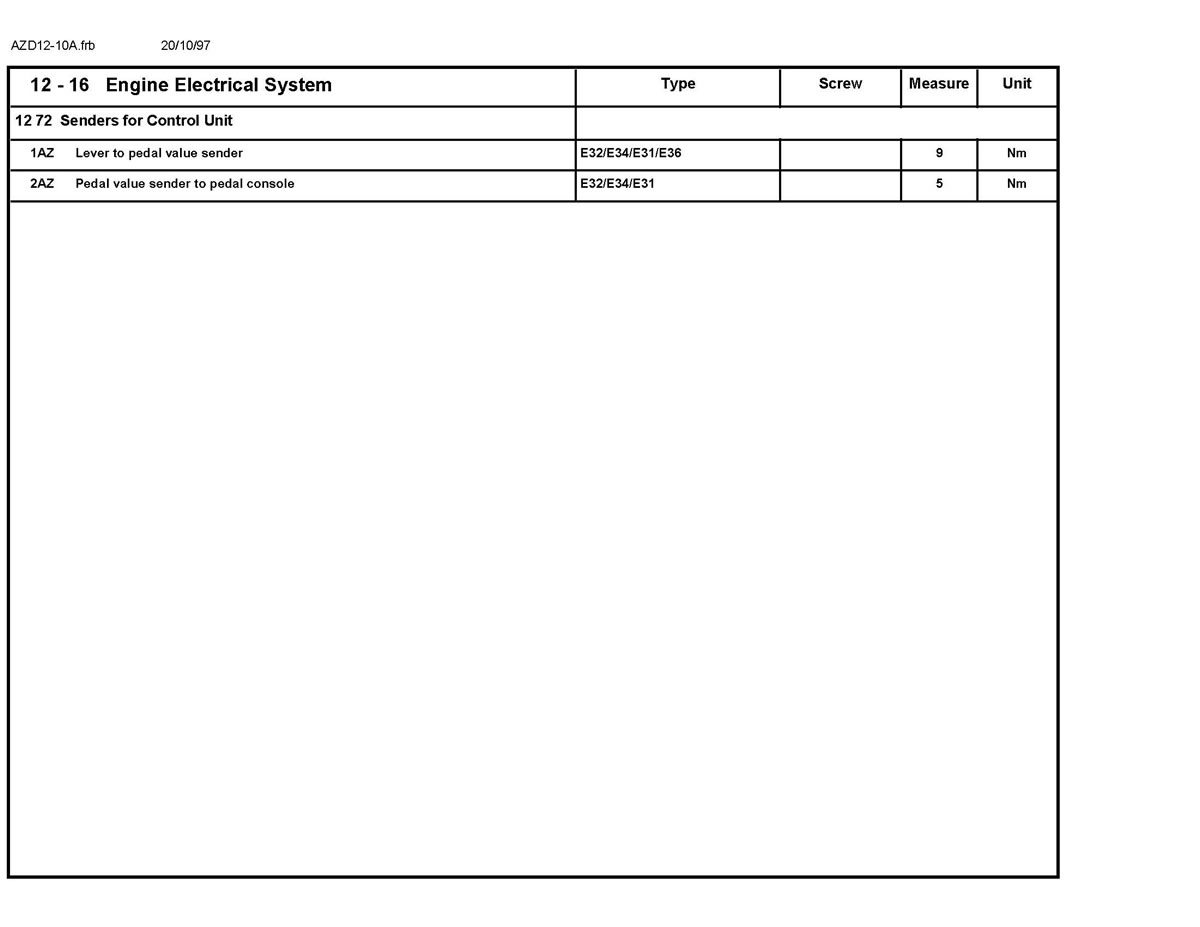 AZD12-10A.frb 20/10/97
12 - 16 Engine Electrical System Type Screw Measure Unit
12 72 Senders for Control Unit
1AZ Lever to pedal value sender E32/E34/E31/E36 9 Nm
2AZ Pedal value sender to pedal console E32/E34/E31 5 Nm